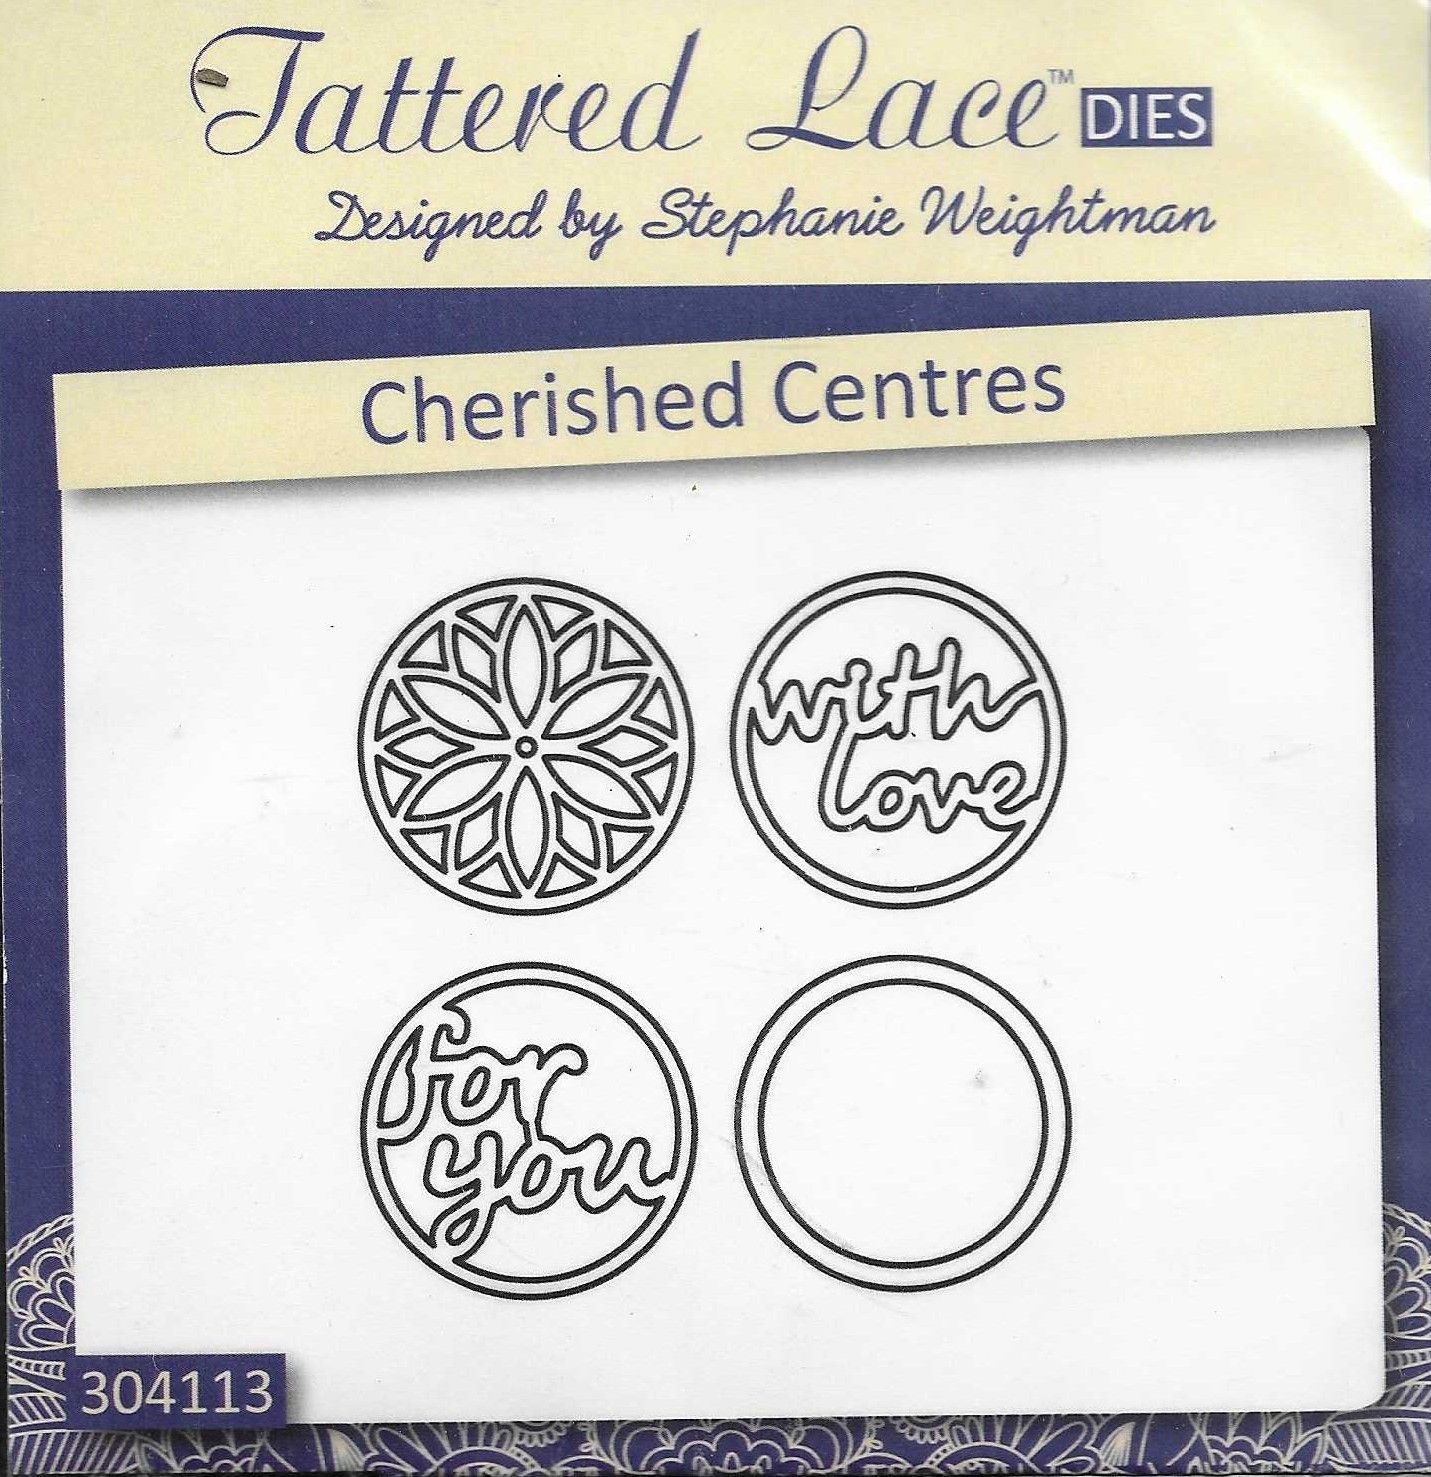 Tattered Lace™ DIES
Designed by Stephanie Weightman
Cherished Centres
with
love
for
you
304113